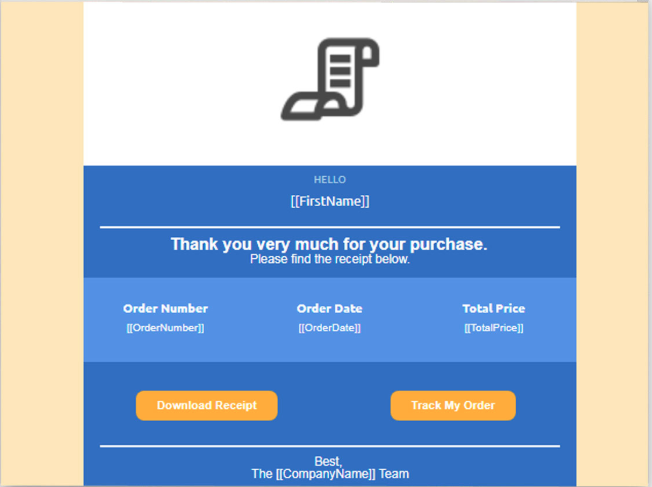 HELLO
[[FirstName]]
Thank you very much for your purchase.
Please find the receipt below.
Order Number Order Date Total Price
[[OrderNumber]] [[OrderDate]] [[TotalPrice]]
Download Receipt Track My Order
Best,
The [[CompanyName]] Team